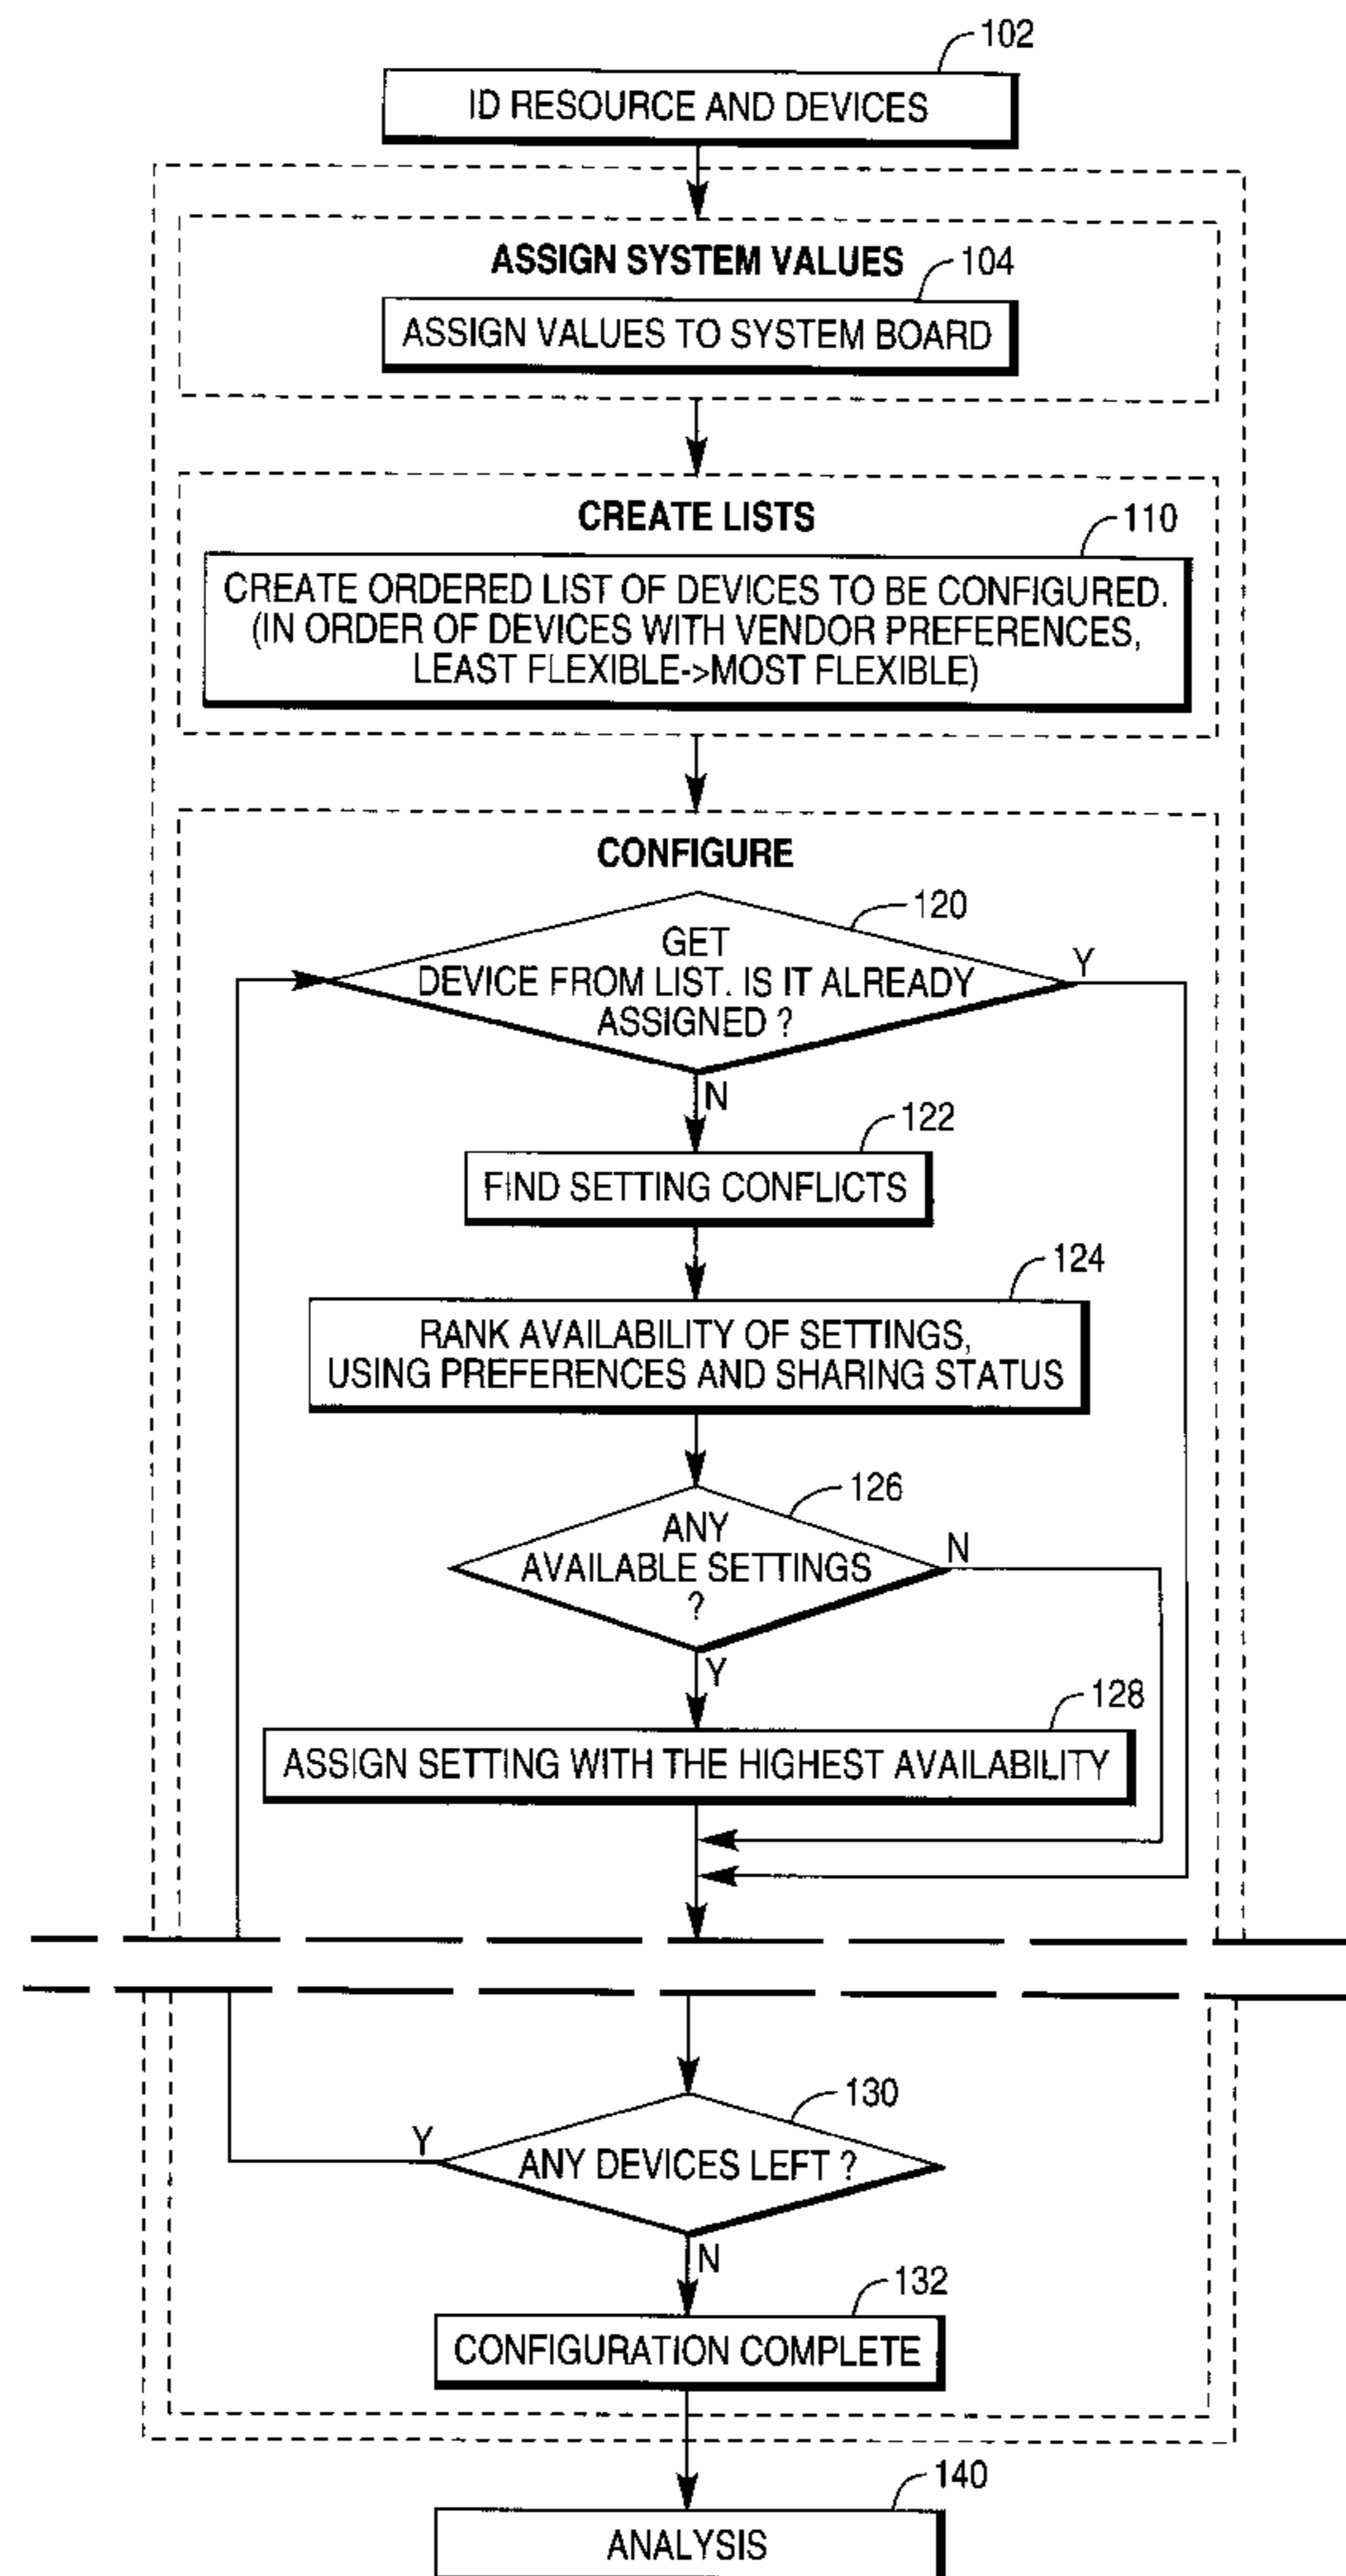 102
ID RESOURCE AND DEVICES
ASSIGN SYSTEM VALUES
104
ASSIGN VALUES TO SYSTEM BOARD
CREATE LISTS
110
CREATE ORDERED LIST OF DEVICES TO BE CONFIGURED.
(IN ORDER OF DEVICES WITH VENDOR PREFERENCES,
LEAST FLEXIBLE->MOST FLEXIBLE)
CONFIGURE
120
GET
DEVICE FROM LIST. IS IT ALREADY
ASSIGNED ?
Y
N
122
FIND SETTING CONFLICTS
124
RANK AVAILABILITY OF SETTINGS,
USING PREFERENCES AND SHARING STATUS
126
ANY
AVAILABLE SETTINGS
?
N
Y
128
ASSIGN SETTING WITH THE HIGHEST AVAILABILITY
130
Y
ANY DEVICES LEFT ?
N
132
CONFIGURATION COMPLETE
140
ANALYSIS